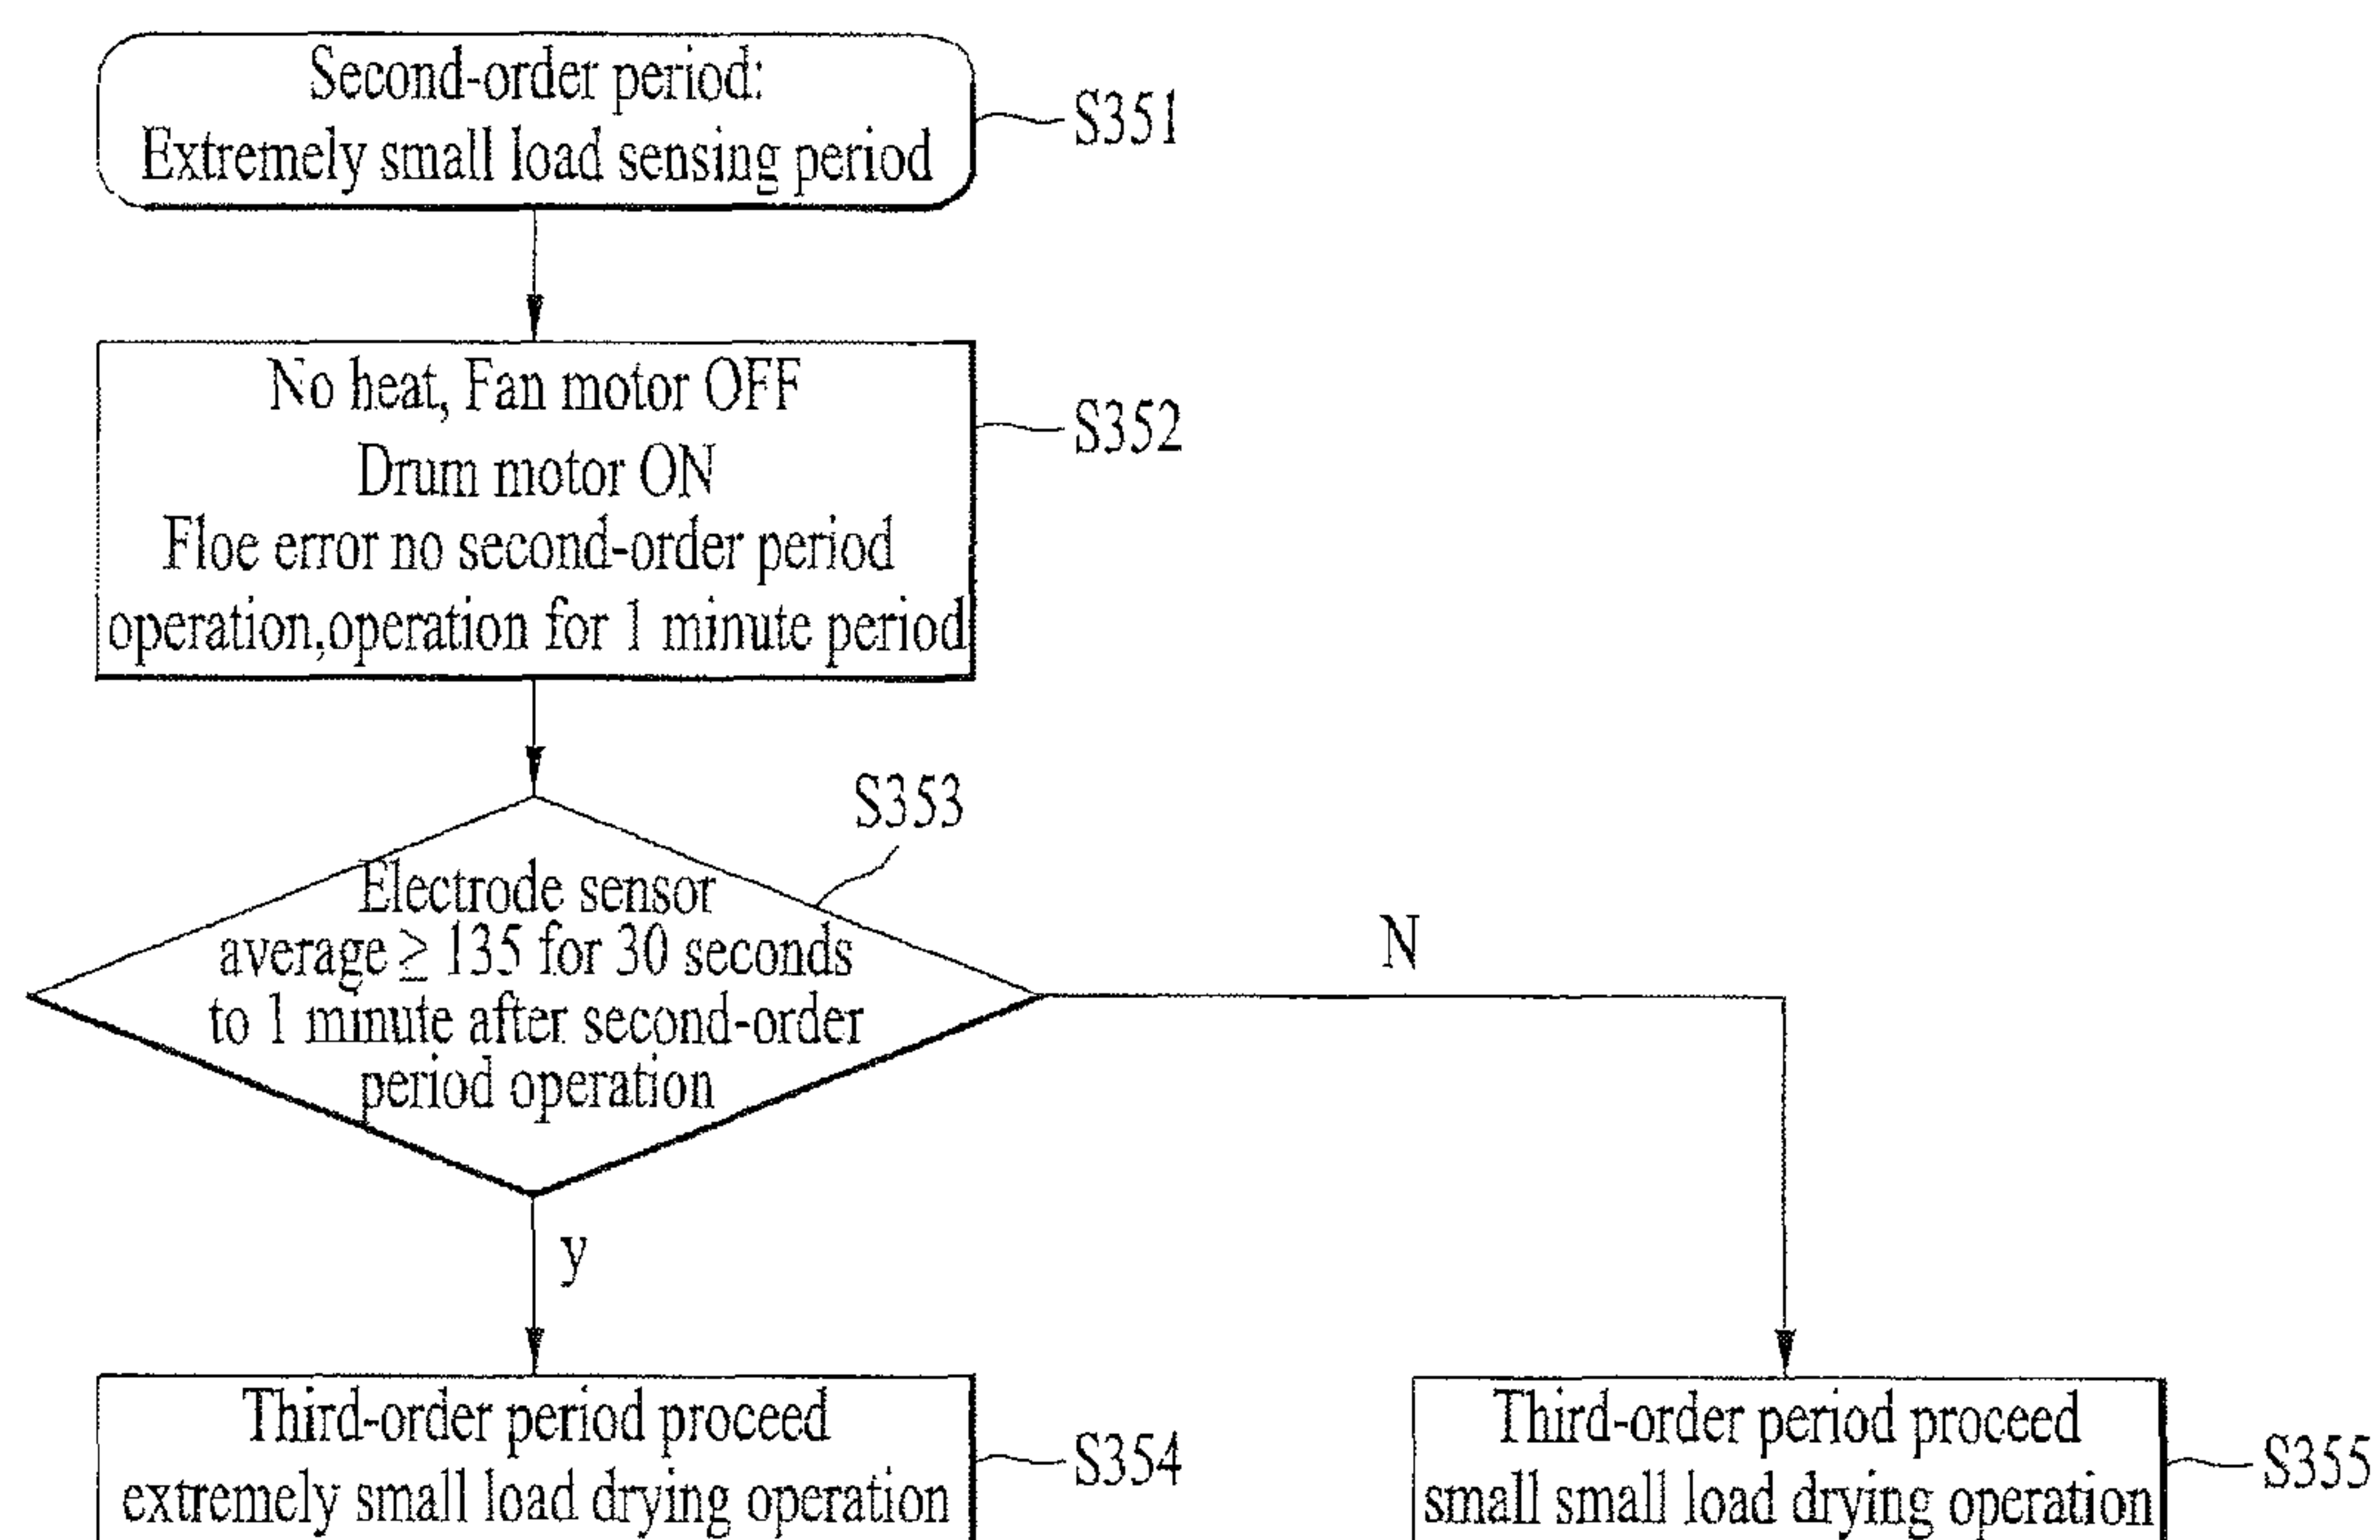 Second-order period:
Extremely small load sensing period
S351
No heat, Fan motor OFF
Drum motor ON
Floe error no second-order period
operation,operation for 1 minute period
S352
S353
Electrode sensor
average ≥ 135 for 30 seconds
to 1 minute after second-order
period operation
N
y
Third-order period proceed
extremely small load drying operation
S354
Third-order period proceed
small small load drying operation
S355